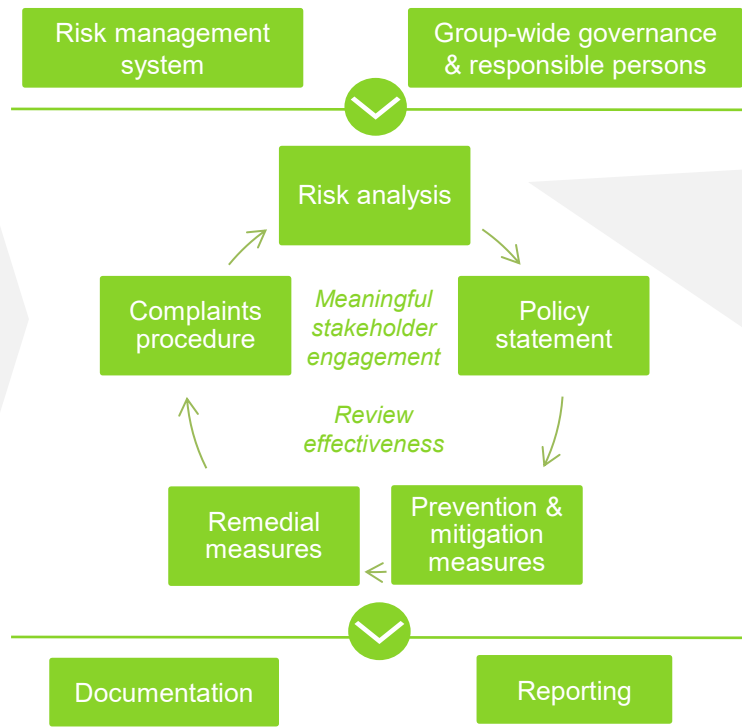 Risk management
system
Group-wide governance
& responsible persons
Risk analysis
Complaints
procedure
Meaningful
stakeholder
engagement
Policy
statement
Review
effectiveness
Remedial
measures
Prevention &
mitigation
measures
Documentation
Reporting